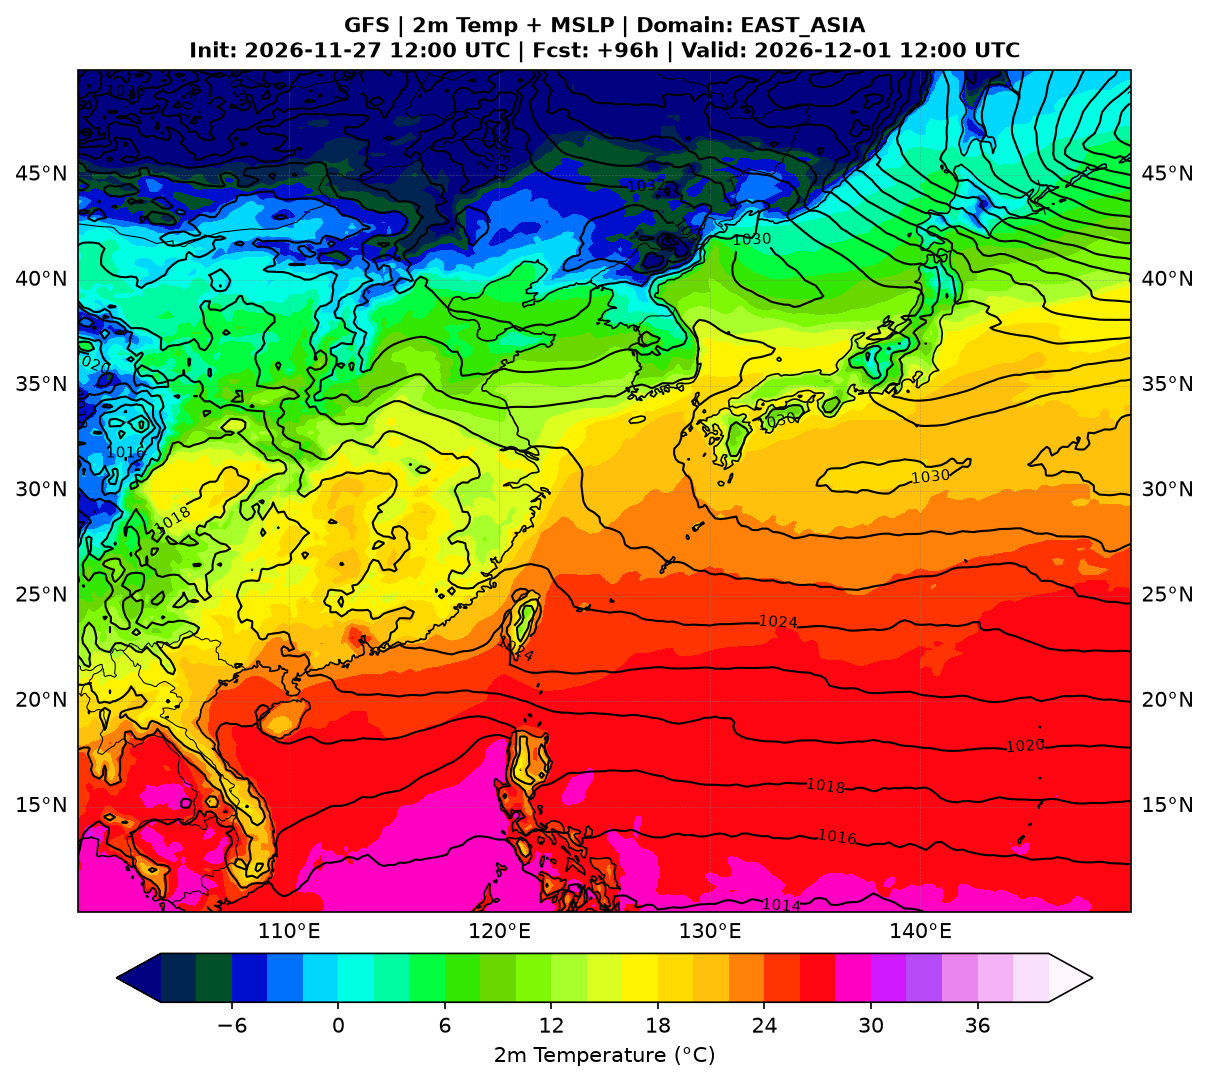 GFS | 2m Temp + MSLP | Domain: EAST_ASIA
Init: 2026-11-27 12:00 UTC | Fcst: +96h | Valid: 2026-12-01 12:00 UTC
45°N 45°N
1030
40°N 40°N
35°N 35°N
1030
1016
1030
30°N 30°N
1018
25°N 25°N
1024
1024
20°N 20°N
1020
1018
15°N 15°N
1016
1014
110°E 120°E 130°E 140°E
−6 0 6 12 18 24 30 36
2m Temperature (°C)